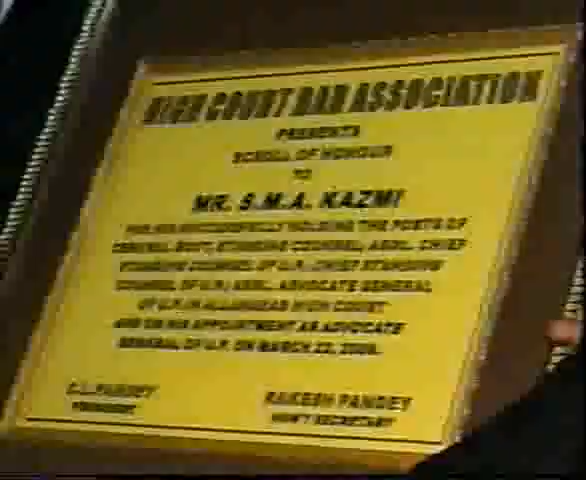 HIGH COURT BAR ASSOCIATION
PRESENTS
SCROLL OF HONOUR
TO
MR. S.M.A. KAZMI
FOR HIS SUCCESSFULLY HOLDING THE POSTS OF
CENTRAL GOVT. STANDING COUNSEL, ADDL. CHIEF
STANDING COUNSEL OF U.P., CHIEF STANDING
COUNSEL OF U.P., ADDL. ADVOCATE GENERAL
OF U.P. IN ALLAHABAD HIGH COURT
AND ON HIS APPOINTMENT AS ADVOCATE
GENERAL OF U.P. ON MARCH
PRESIDENT
RAKESH PANDEY
HON'Y SECRETARY